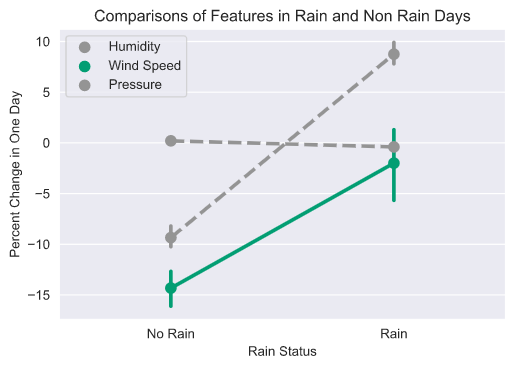 Comparisons of Features in Rain and Non Rain Days
Humidity
Wind Speed
Pressure
Percent Change in One Day
10
5
0
−5
−10
−15
No Rain
Rain
Rain Status